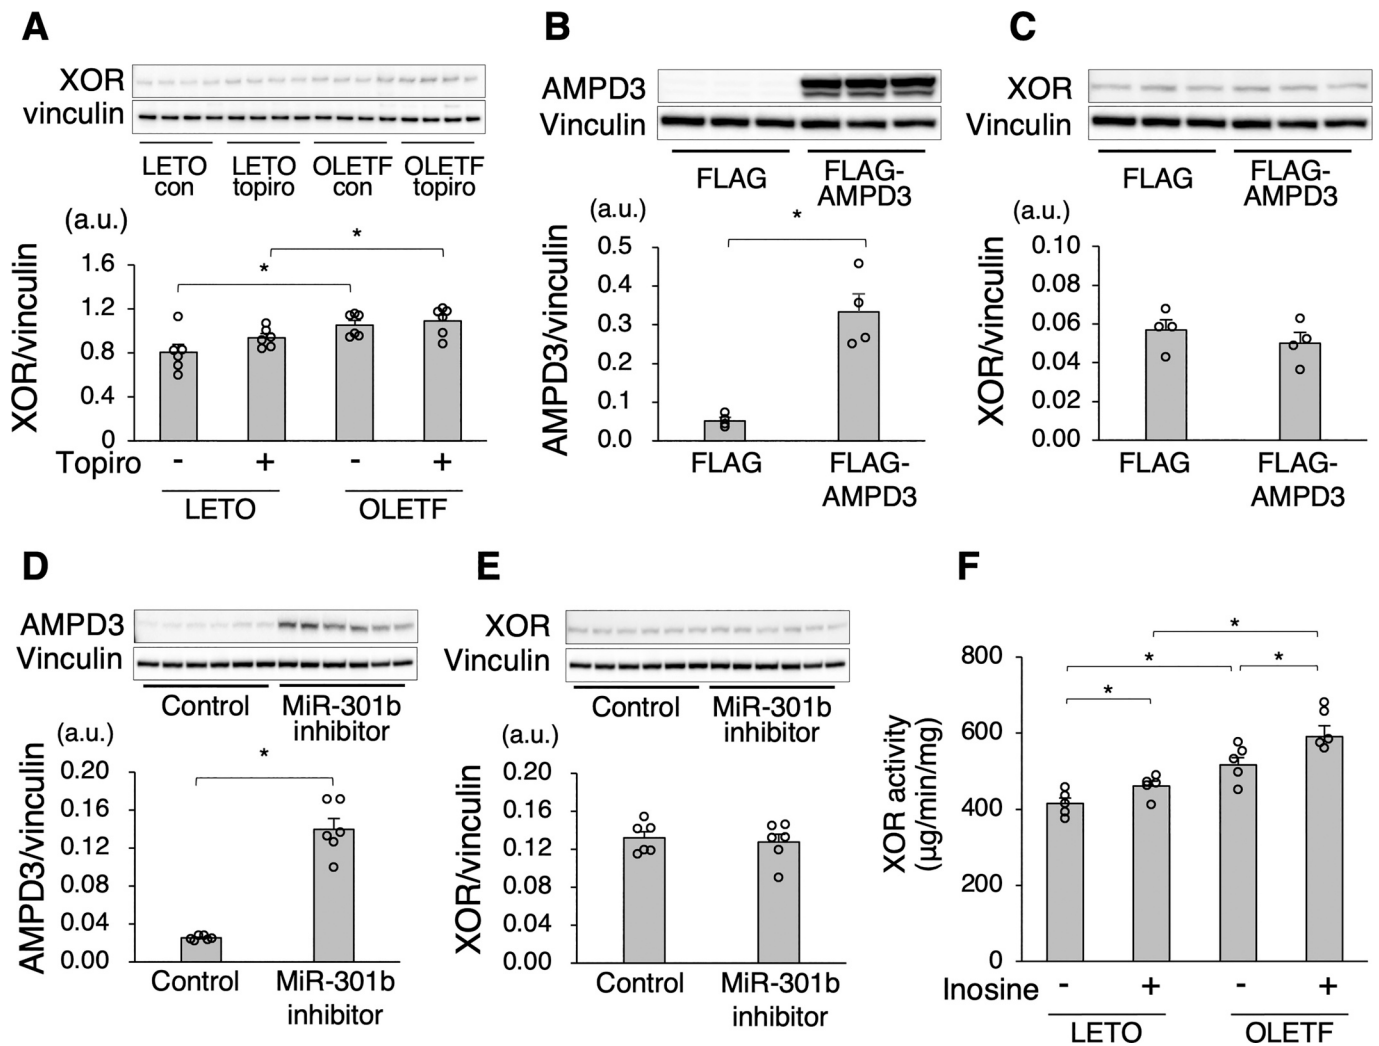 A
XOR
vinculin
LETO con
LETO topiro
OLETF con
OLETF topiro
(a.u.)
XOR/vinculin
*
*
1.6
1.2
0.8
0.4
0
Topiro - + - +
LETO OLETF
B
AMPD3
Vinculin
FLAG
FLAG-
AMPD3
(a.u.)
AMPD3/vinculin
*
0.5
0.4
0.3
0.2
0.1
0.0
FLAG
FLAG-
AMPD3
C
XOR
Vinculin
FLAG
FLAG-
AMPD3
(a.u.)
XOR/vinculin
0.10
0.08
0.06
0.04
0.02
0.00
FLAG
FLAG-
AMPD3
D
AMPD3
Vinculin
Control
MiR-301b
inhibitor
(a.u.)
AMPD3/vinculin
*
0.20
0.16
0.12
0.08
0.04
0.00
Control
MiR-301b
inhibitor
E
XOR
Vinculin
Control
MiR-301b
inhibitor
(a.u.)
XOR/vinculin
0.20
0.16
0.12
0.08
0.04
0.00
Control
MiR-301b
inhibitor
F
XOR activity
(µg/min/mg)
*
*
*
*
800
600
400
200
0
Inosine - + - +
LETO OLETF